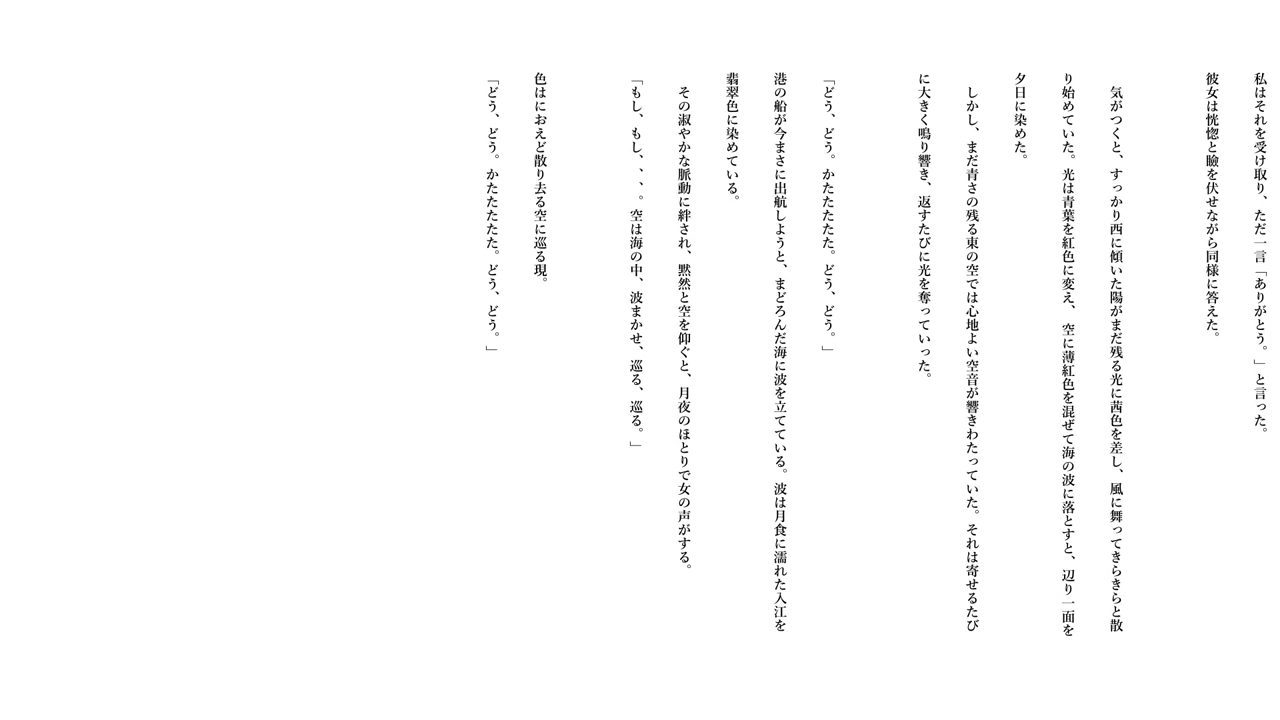 私はそれを受け取り、ただ一言「ありがとう。」と言った。
彼女は恍惚と瞼を伏せながら同様に答えた。
気がつくと、すっかり西に傾いた陽がまだ残る光に茜色を差し、風に舞ってきらきらと散
り始めていた。光は青葉を紅色に変え、空に薄紅色を混ぜて海の波に落とすと、辺り一面を
夕日に染めた。
しかし、まだ青さの残る東の空では心地よい空音が響きわたっていた。それは寄せるたび
に大きく鳴り響き、返すたびに光を奪っていった。
「どう、どう。かたたたたた。どう、どう。」
港の船が今まさに出航しようと、まどろんだ海に波を立てている。波は月食に濡れた入江を
翡翠色に染めている。
その淑やかな脈動に絆され、黙然と空を仰ぐと、月夜のほとりで女の声がする。
「もし、もし、、、、。空は海の中、波まかせ、巡る、巡る。」
色はにおえど散り去る空に巡る現。
「どう、どう。かたたたたた。どう、どう。」